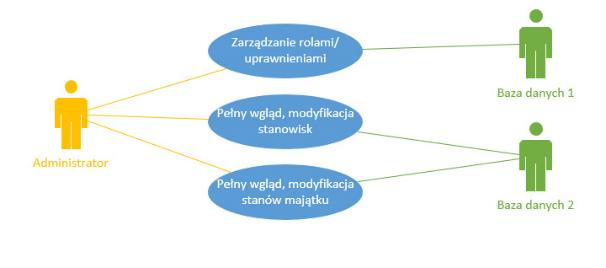 Zarządzanie rolami/
uprawnieniami
Baza danych 1
Pełny wgląd, modyfikacja
stanowisk
Administrator
Pełny wgląd, modyfikacja
stanów majątku
Baza danych 2